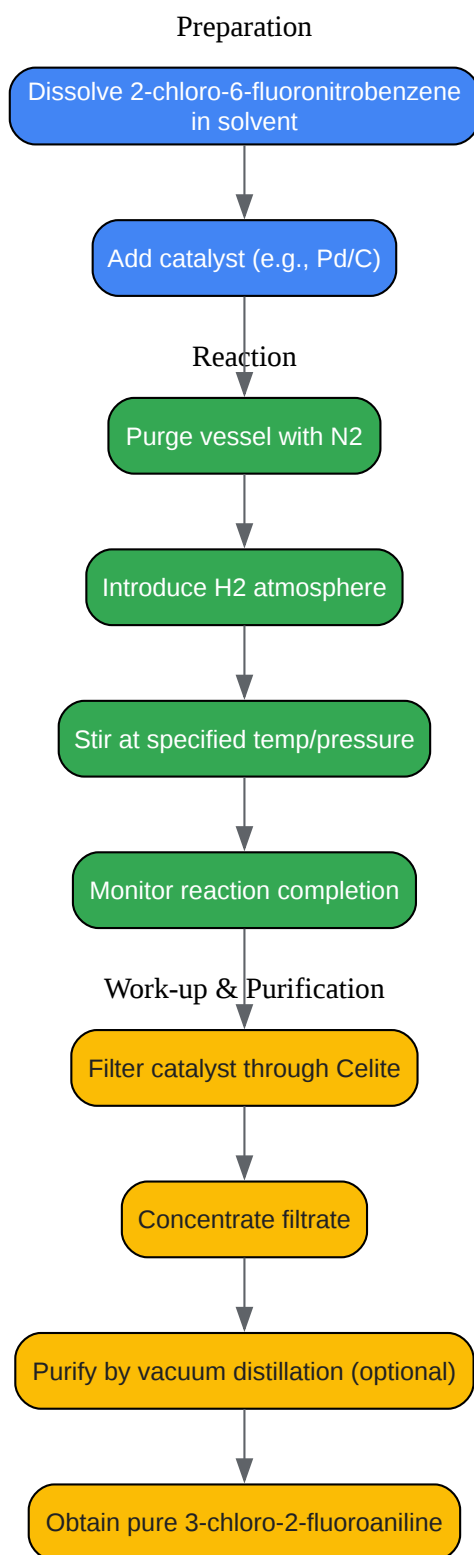 Preparation
Dissolve 2-chloro-6-fluoronitrobenzene
in solvent
Add catalyst (e.g., Pd/C)
Reaction
Purge vessel with N2
Introduce H2 atmosphere
Stir at specified temp/pressure
Monitor reaction completion
Work-up & Purification
Filter catalyst through Celite
Concentrate filtrate
Purify by vacuum distillation (optional)
Obtain pure 3-chloro-2-fluoroaniline